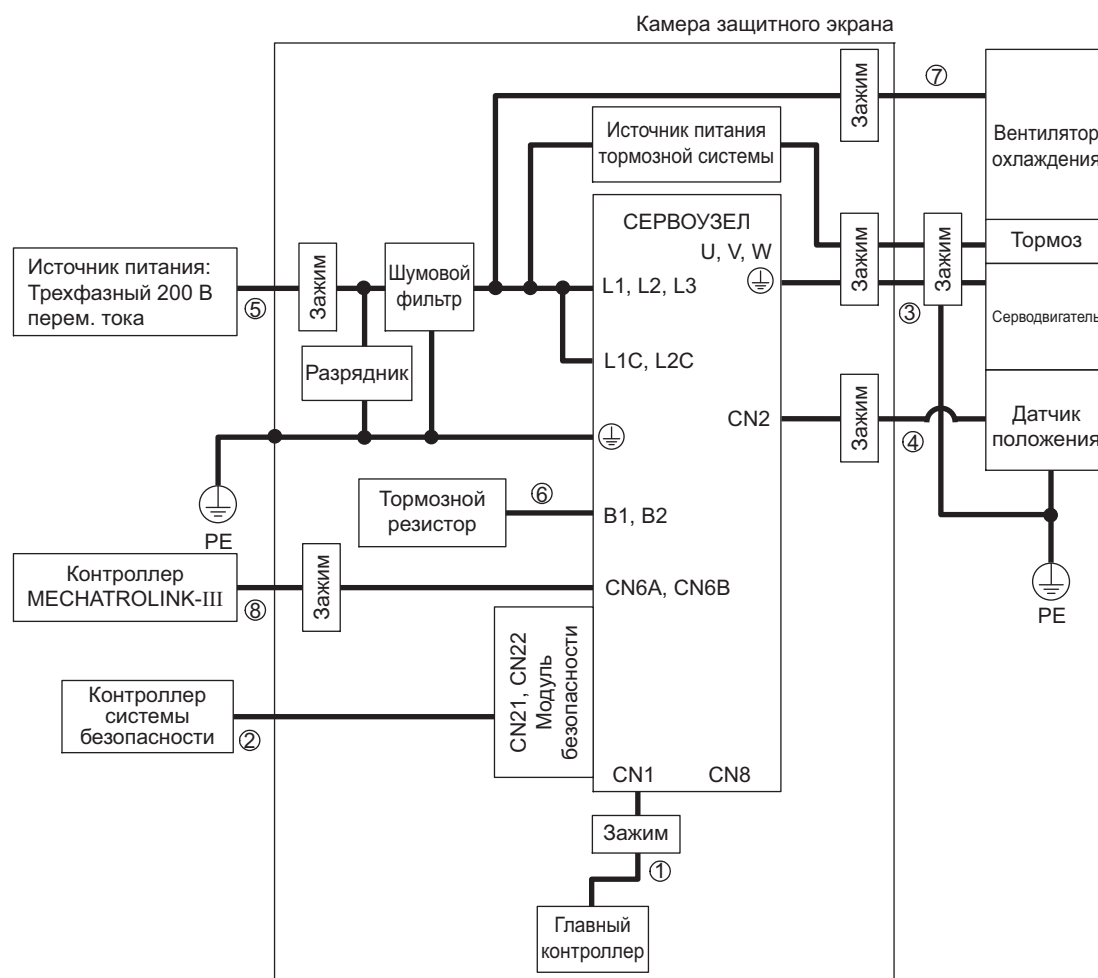 Камера защитного экрана
⑦
Зажим
Вентилятор
охлаждения
Источник питания
тормозной системы
СЕРВОУЗЕЛ
U, V, W
Зажим
Зажим
Тормоз
Источник питания:
Трехфазный 200 В
перем. тока
⑤
Зажим
Шумовой
фильтр
L1, L2, L3
③
Серводвигатель
Разрядник
L1C, L2C
CN2
Зажим
④
Датчик
положения
Тормозной
резистор
⑥
B1, B2
PE
Контроллер
MECHATROLINK-III
⑧
Зажим
CN6A, CN6B
PE
CN21, CN22
Модуль
безопасности
Контроллер
системы
безопасности
②
CN1
CN8
Зажим
①
Главный
контроллер